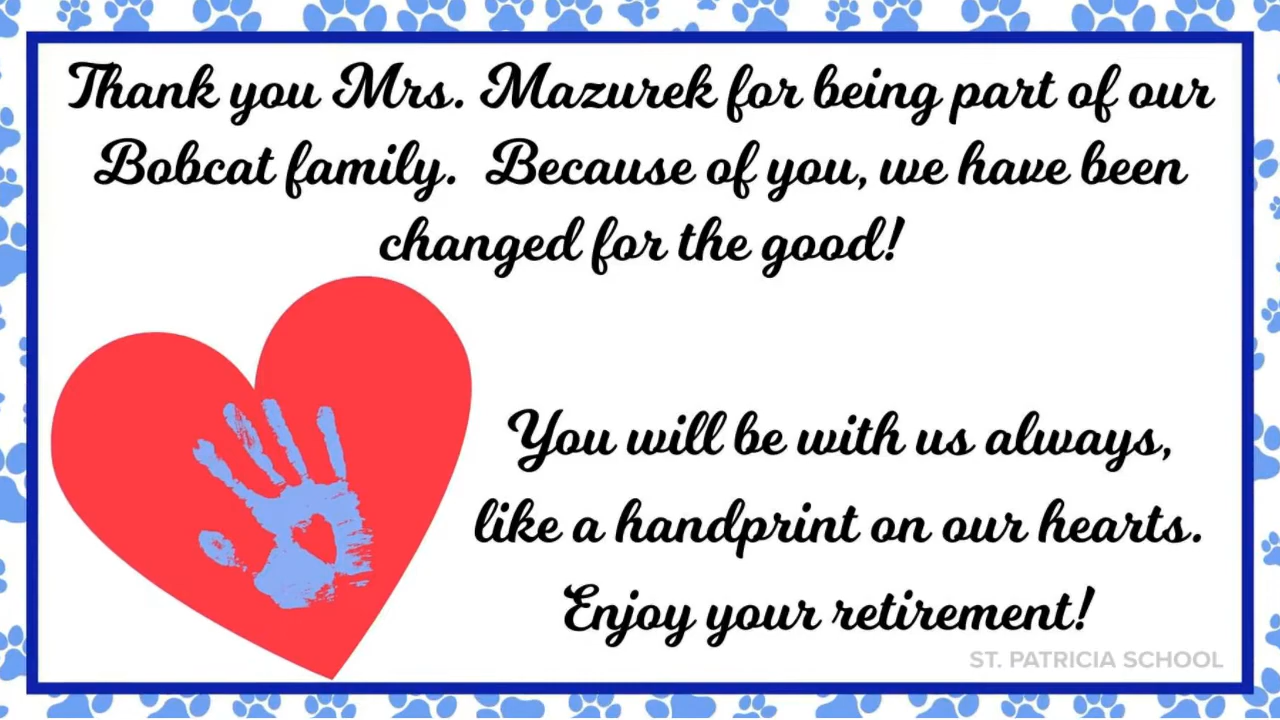 Thank you Mrs. Mazurek for being part of our
Bobcat family. Because of you, we have been
changed for the good!
You will be with us always,
like a handprint on our hearts.
Enjoy your retirement!
ST. PATRICIA SCHOOL